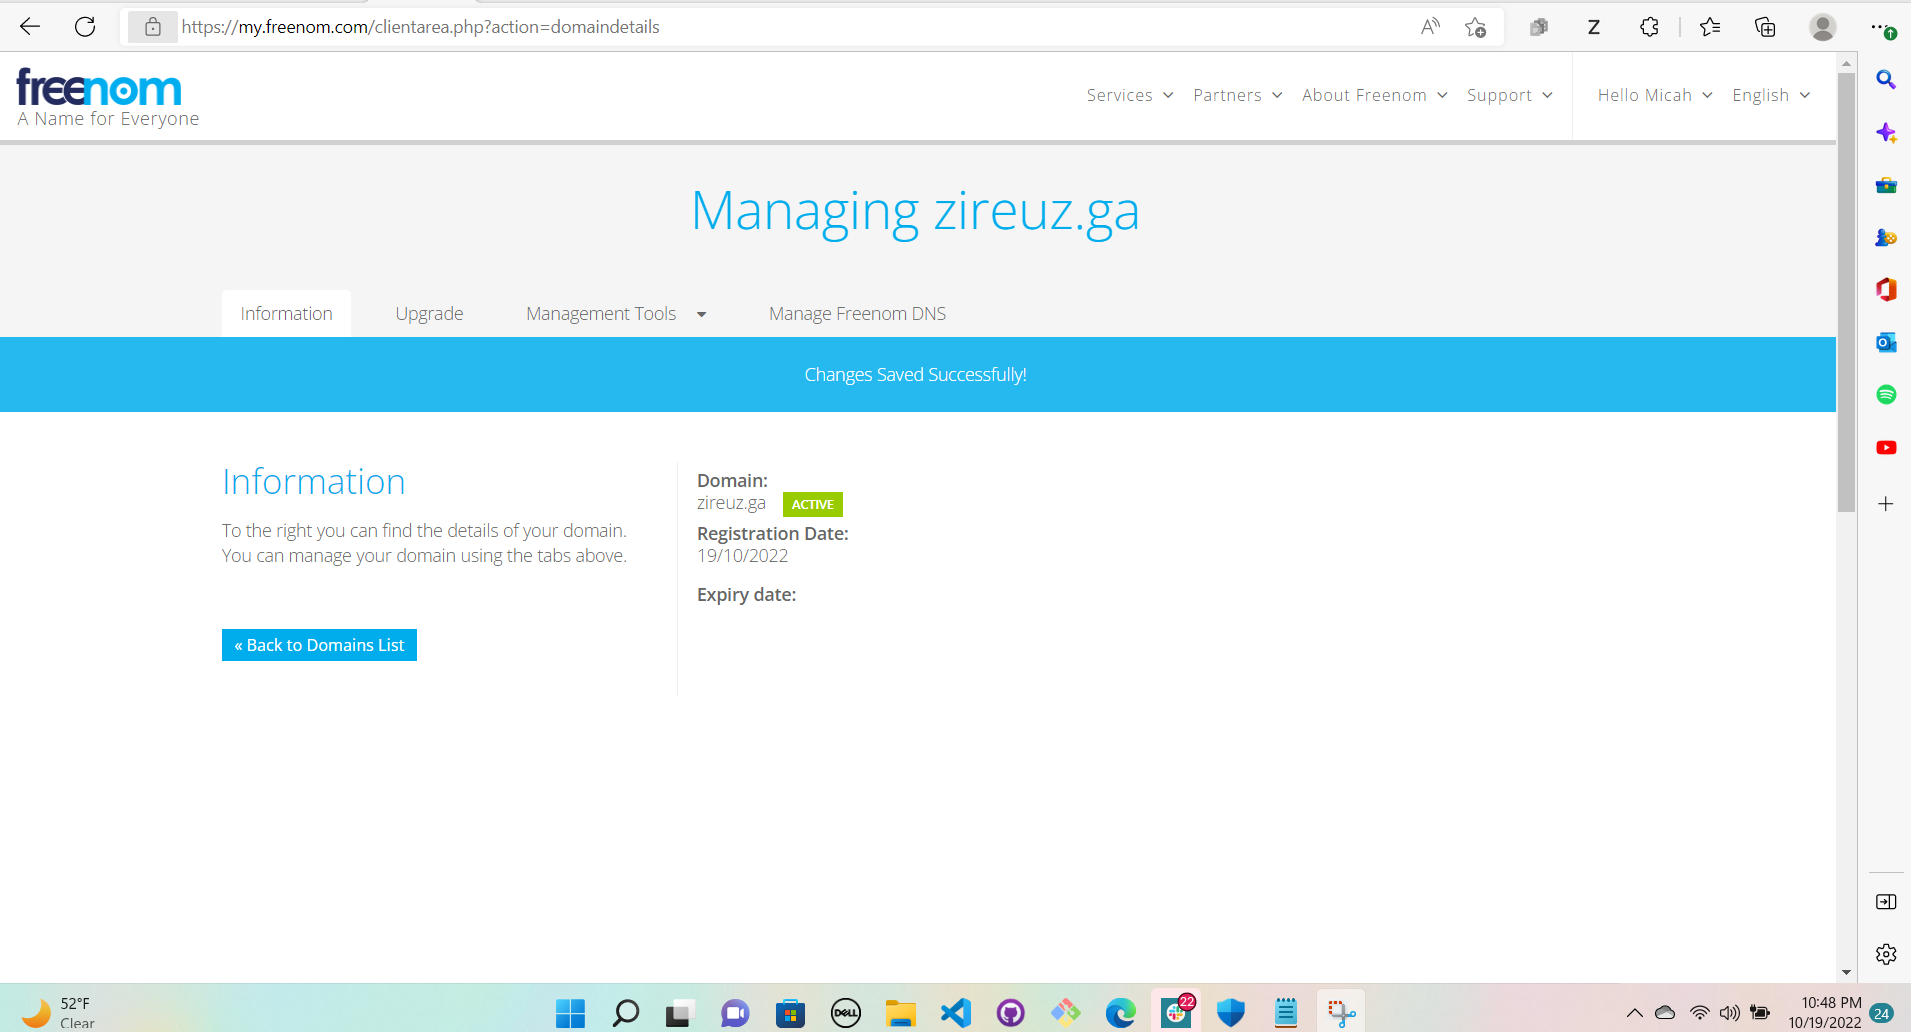 https://my.freenom.com/clientarea.php?action=domaindetails
freenom
A Name for Everyone
Services
Partners
About Freenom
Support
Hello Micah
English
Managing zireuz.ga
Information
Upgrade
Management Tools
Manage Freenom DNS
Changes Saved Successfully!
Information
To the right you can find the details of your domain.
You can manage your domain using the tabs above.
« Back to Domains List
Domain:
zireuz.ga ACTIVE
Registration Date:
19/10/2022
Expiry date:
52°F
Clear
DELL
22
10:48 PM
10/19/2022
24